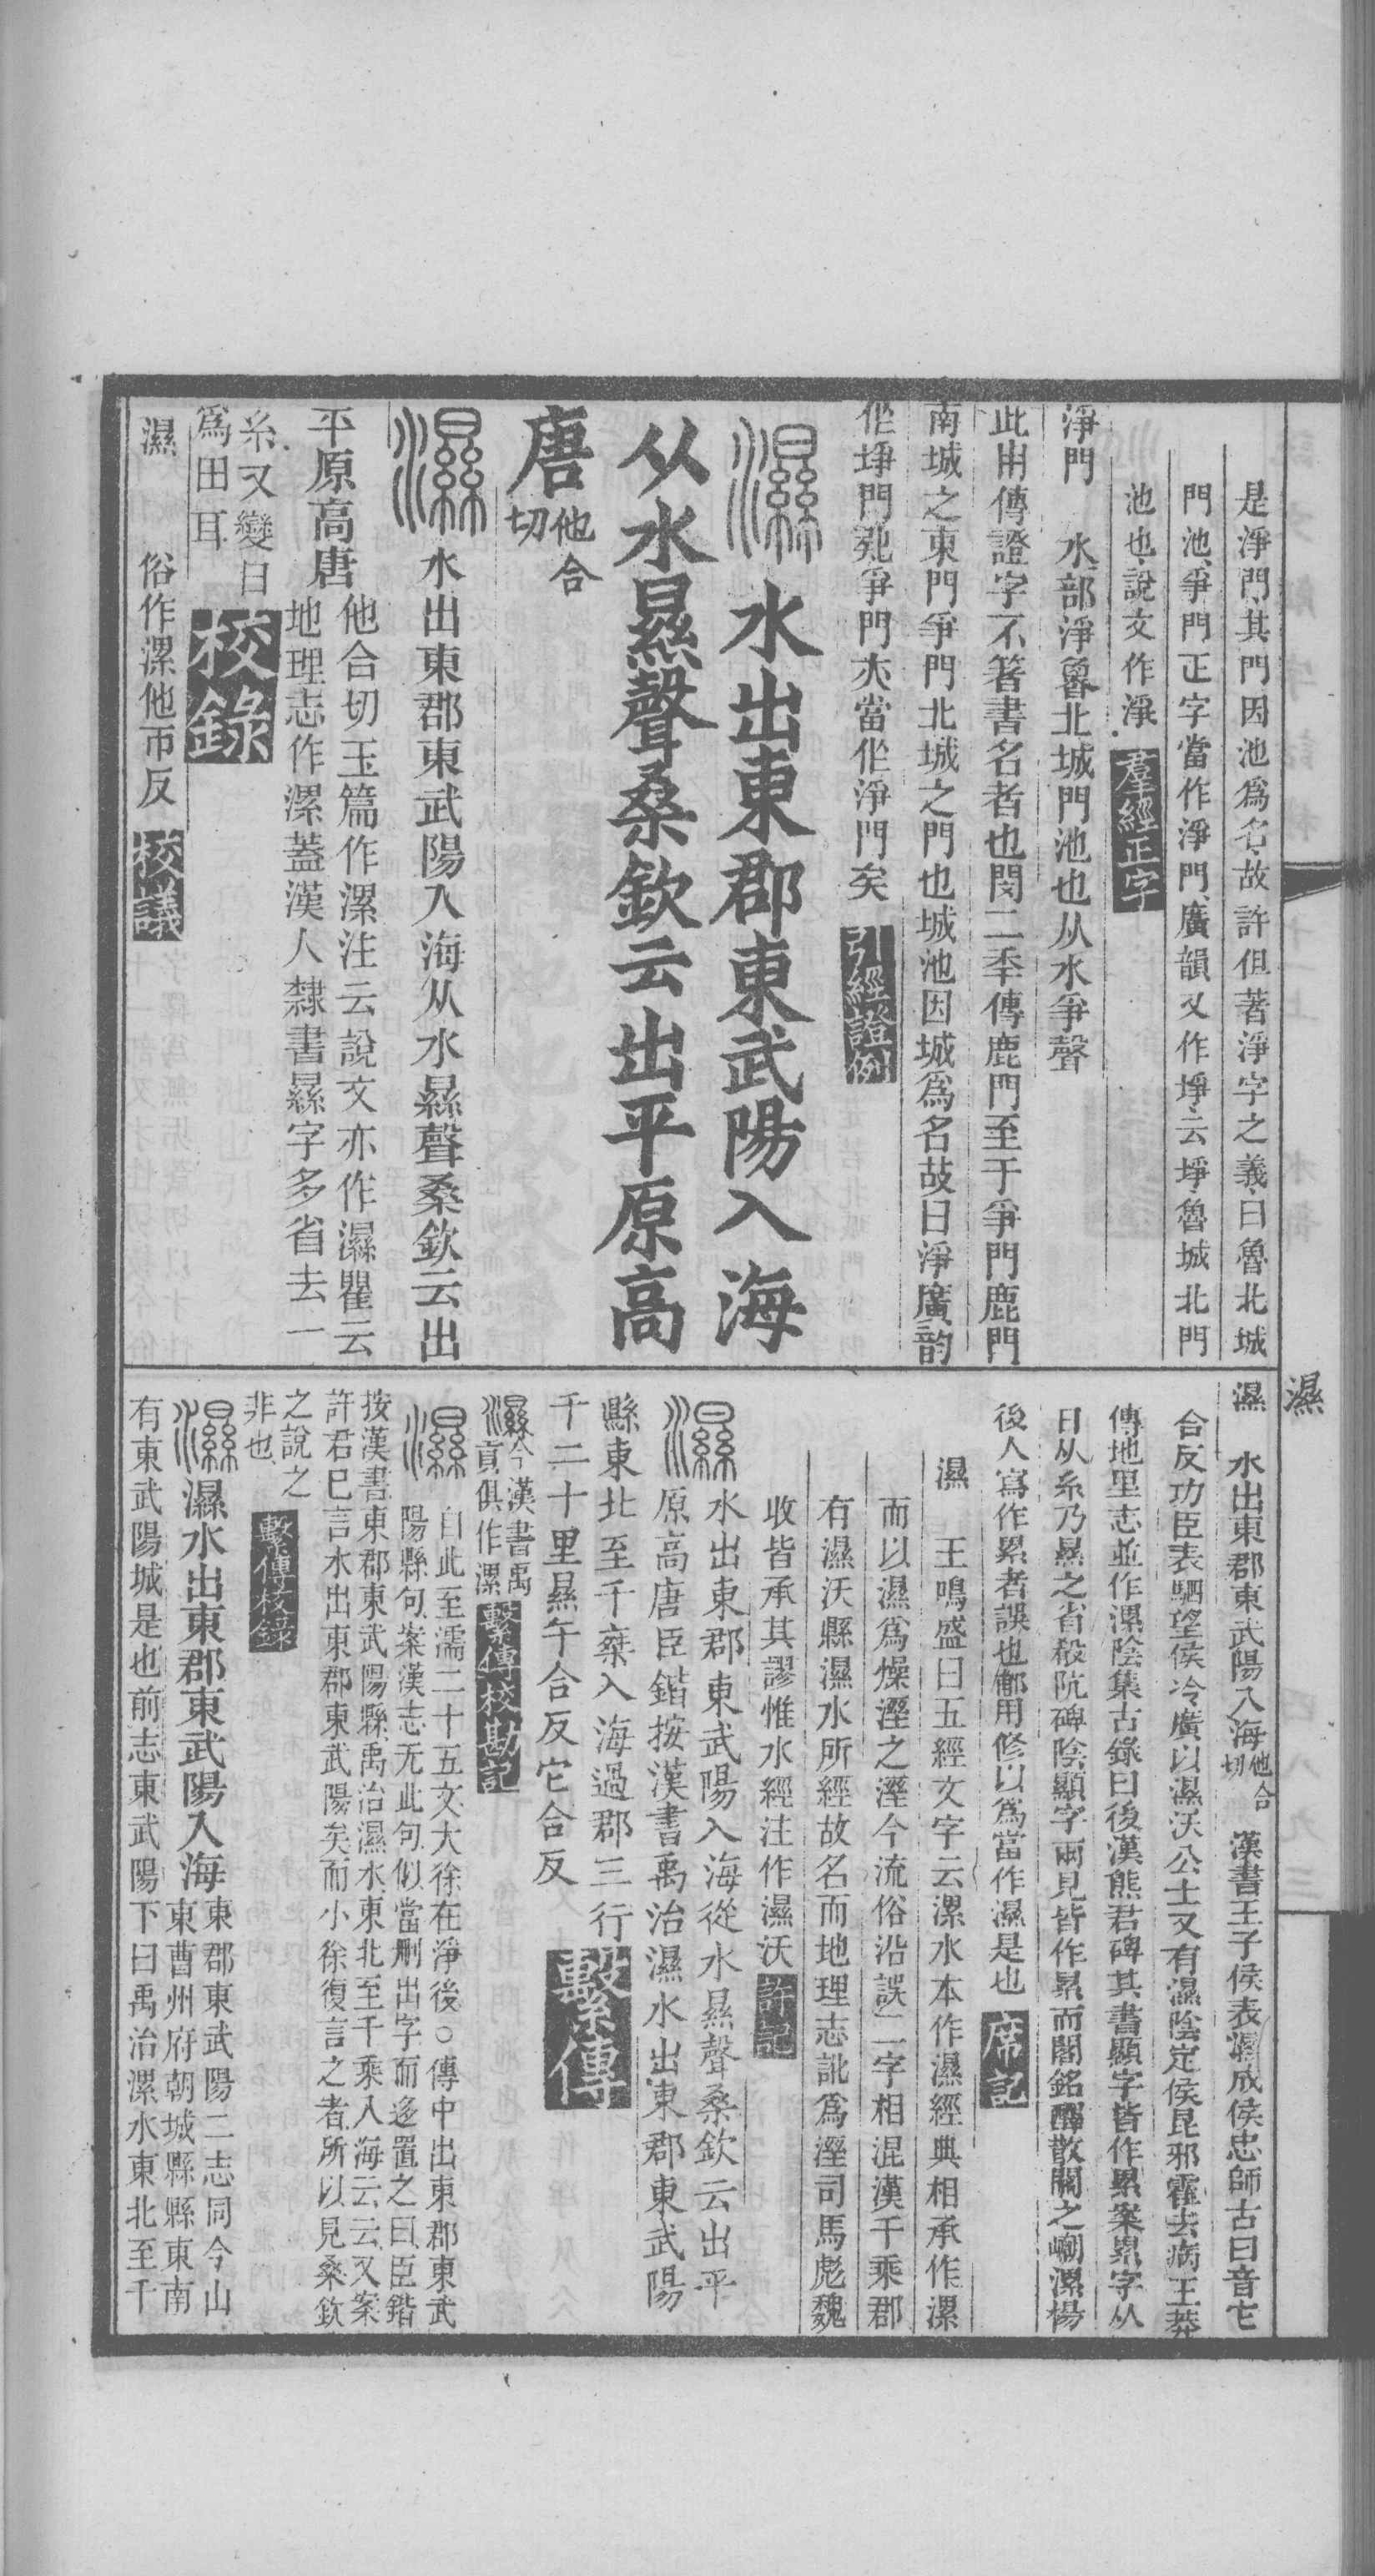 是淨門其門因池爲名故許但著淨字之義曰魯北城
門池爭門正字當作淨門廣韻又作埩云埩魯城北門
池也說文作淨 羣經正字
淨門 水部淨魯北城門池也从水爭聲
此用傳證字不箸書名者也閔二秊傳鹿門至于爭門鹿門
南城之東門爭門北城之門也城池因城爲名故曰淨廣韵
作埩門爭門亦當作淨門矣 引經證例
濕 水出東郡東武陽入海
从水㬎聲桑欽云出平原高
唐 他合切
濕 水出東郡東武陽入海从水㬎聲桑欽云出
平原高唐 他合切玉篇作漯注云說文亦作濕瞿云
地理志作漯蓋漢人隸書㬎字多省去一
糸又變日
爲田耳 校錄
濕 俗作漯他帀反 校議
濕
濕 水出東郡東武陽入海他合切 漢書王子侯表濕成侯忠師古曰音它
合反功臣表駟望侯冷廣以濕沃公士又有濕陰定侯昆邪霍去病王莽
傳地里志並作漯陰集古錄曰後漢熊君碑其書顯字皆作累案累字从
日从糸乃㬎之省殽阬碑陰顯字兩見皆作累而閣銘醳散關之嶃漯楊
後人寫作累者誤也鄘用修以爲當作濕是也 席記
濕 王鳴盛曰五經文字云漯水本作濕經典相承作漯
而以濕爲燥溼之溼今流俗沿誤二字相混漢千乘郡
有濕沃縣濕水所經故名而地理志訛爲溼司馬彪魏
收皆承其謬惟水經注作濕沃 許記
濕 水出東郡東武陽入海從水㬎聲桑欽云出平
原高唐臣鍇按漢書禹治濕水出東郡東武陽
縣東北至千棄入海過郡三行
千二十里㬎午合反它合反 繫傳
濕 今漢書禹
貢俱作漯 繫傳校勘記
濕 自此至濡二十五文大徐在淨後○傳中出東郡東武
陽縣句案漢志无此句似當刪出字而迻置之曰臣鍇
按漢書東郡東武陽縣禹治濕水東北至千乘入海云云又案
許君巳言水出東郡東武陽矣而小徐復言之者所以見桑欽
之說之
非也 繫傳校錄
濕 濕水出東郡東武陽入海 東郡東武陽二志同今山
東曹州府朝城縣縣東南
有東武陽城是也前志東武陽下曰禹治漯水東北至千